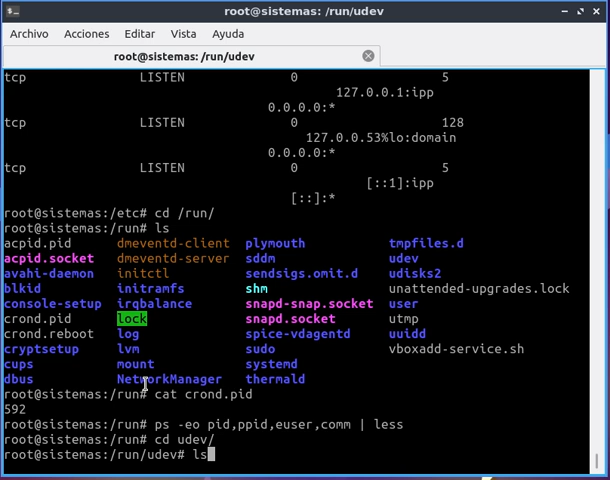 root@sistemas: /run/udev
Archivo Acciones Editar Vista Ayuda
root@sistemas: /run/udev
tcp LISTEN 0 5
127.0.0.1:ipp
0.0.0.0:*
tcp LISTEN 0 128
127.0.0.53%lo:domain
0.0.0.0:*
tcp LISTEN 0 5
[::1]:ipp
[::]:*
root@sistemas:/etc# cd /run/
root@sistemas:/run# ls
acpid.pid dmeventd-client plymouth tmpfiles.d
acpid.socket dmeventd-server sddm udev
avahi-daemon initctl sendsigs.omit.d udisks2
blkid initramfs shm unattended-upgrades.lock
console-setup irqbalance snapd-snap.socket user
crond.pid lock snapd.socket utmp
crond.reboot log spice-vdagentd uuidd
cryptsetup lvm sudo vboxadd-service.sh
cups mount systemd
dbus NetworkManager thermald
root@sistemas:/run# cat crond.pid
592
root@sistemas:/run# ps -eo pid,ppid,euser,comm | less
root@sistemas:/run# cd udev/
root@sistemas:/run/udev# ls